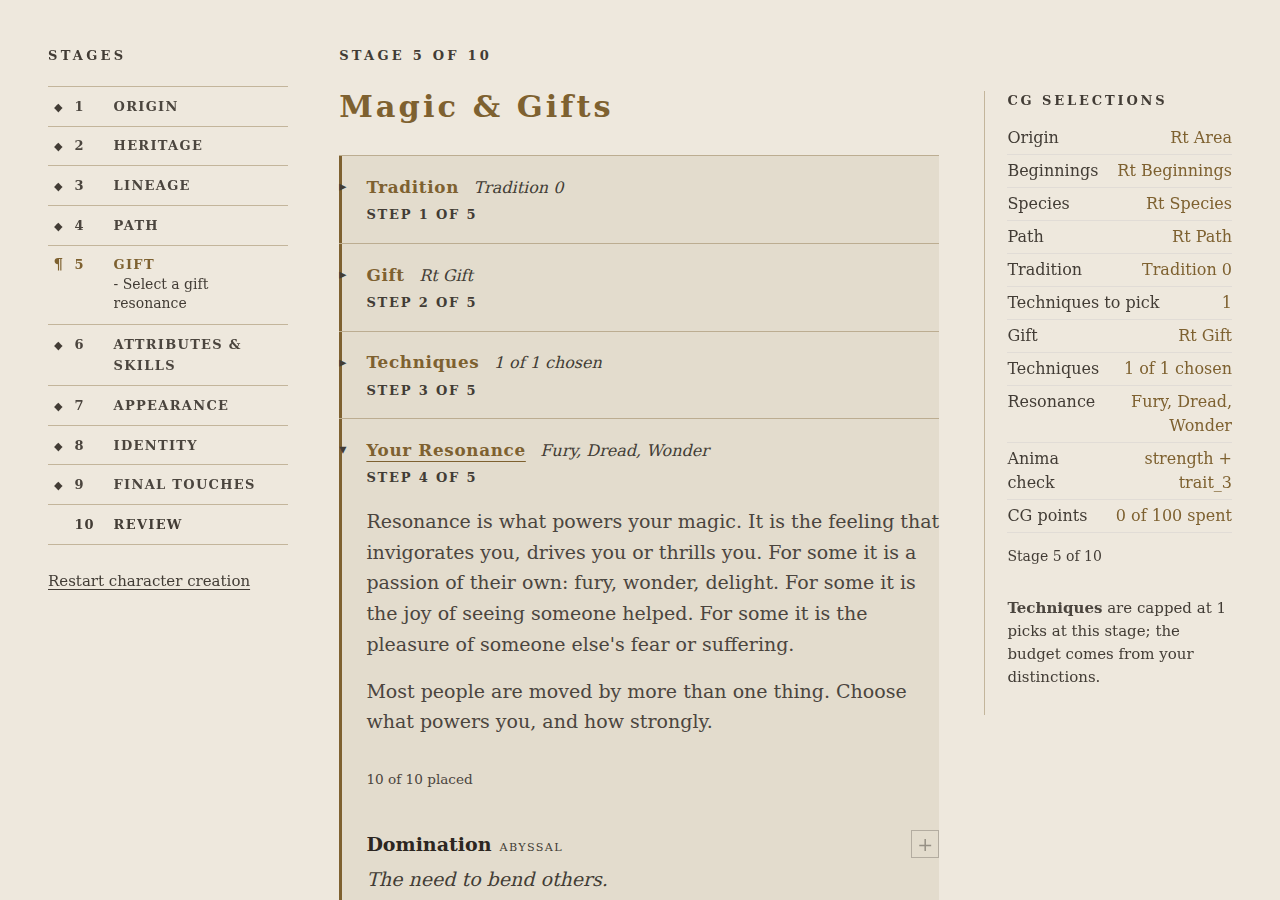 STAGES
◆ 1 ORIGIN
◆ 2 HERITAGE
◆ 3 LINEAGE
◆ 4 PATH
¶ 5 GIFT
- Select a gift
resonance
◆ 6 ATTRIBUTES &
SKILLS
◆ 7 APPEARANCE
◆ 8 IDENTITY
◆ 9 FINAL TOUCHES
10 REVIEW
Restart character creation
STAGE 5 OF 10
Magic & Gifts
▸ Tradition Tradition 0
STEP 1 OF 5
▸ Gift Rt Gift
STEP 2 OF 5
▸ Techniques 1 of 1 chosen
STEP 3 OF 5
▾ Your Resonance Fury, Dread, Wonder
STEP 4 OF 5
Resonance is what powers your magic. It is the feeling that
invigorates you, drives you or thrills you. For some it is a
passion of their own: fury, wonder, delight. For some it is
the joy of seeing someone helped. For some it is the
pleasure of someone else's fear or suffering.
Most people are moved by more than one thing. Choose
what powers you, and how strongly.
10 of 10 placed
Domination ABYSSAL +
The need to bend others.
CG SELECTIONS
Origin Rt Area
Beginnings Rt Beginnings
Species Rt Species
Path Rt Path
Tradition Tradition 0
Techniques to pick 1
Gift Rt Gift
Techniques 1 of 1 chosen
Resonance Fury, Dread,
Wonder
Anima strength +
check trait_3
CG points 0 of 100 spent
Stage 5 of 10
Techniques are capped at 1
picks at this stage; the
budget comes from your
distinctions.